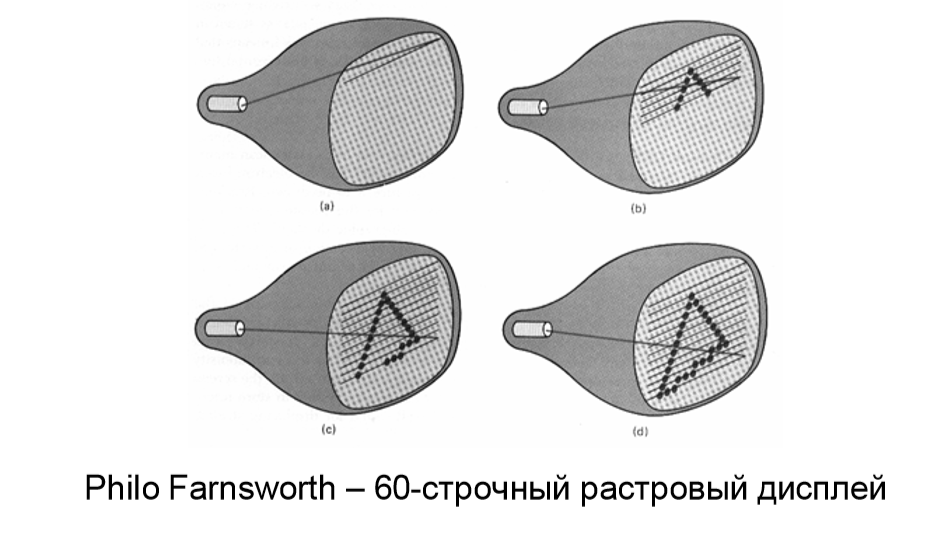 (a)
(b)
(c)
(d)
Philo Farnsworth – 60-строчный растровый дисплей